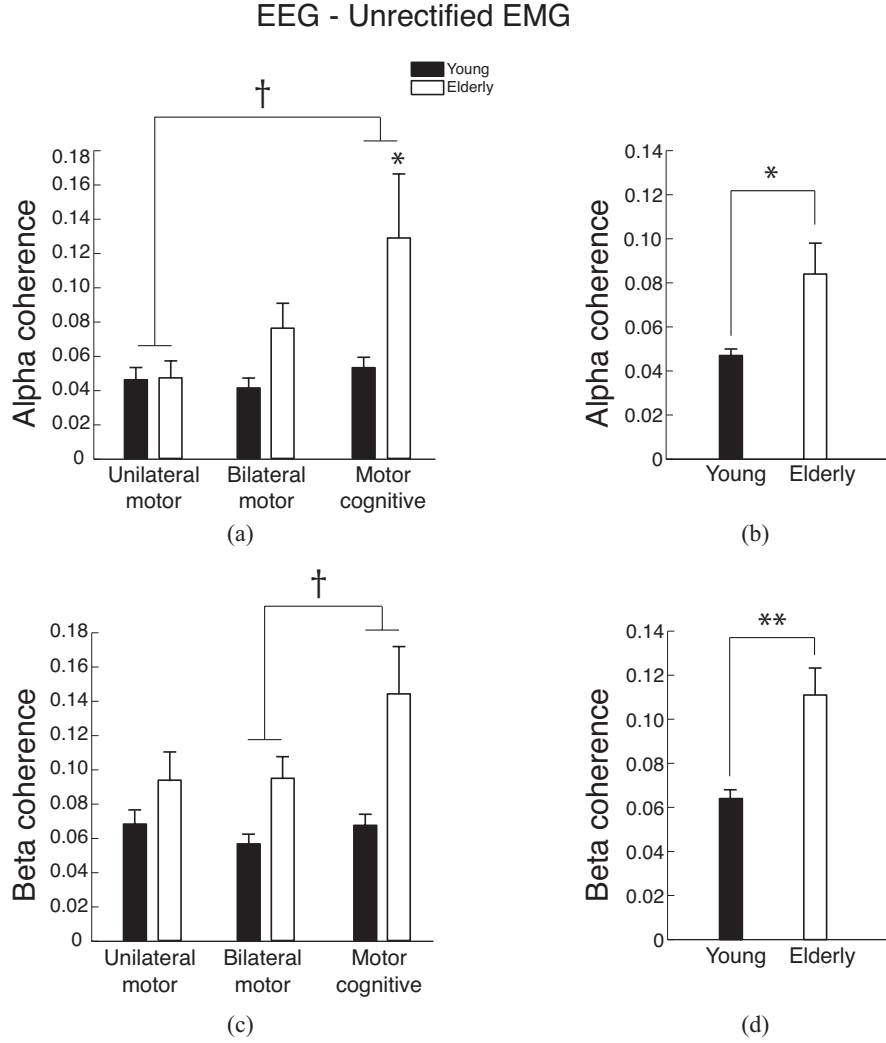 EEG - Unrectified EMG
Young
Elderly
†
Alpha coherence
0.18
0.16
0.14
0.12
0.10
0.08
0.06
0.04
0.02
0
*
Unilateral motor
Bilateral motor
Motor cognitive
(a)
Alpha coherence
0.14
0.12
0.10
0.08
0.06
0.04
0.02
0
*
Young
Elderly
(b)
†
Beta coherence
0.18
0.16
0.14
0.12
0.10
0.08
0.06
0.04
0.02
0
Unilateral motor
Bilateral motor
Motor cognitive
(c)
Beta coherence
0.14
0.12
0.10
0.08
0.06
0.04
0.02
0
**
Young
Elderly
(d)